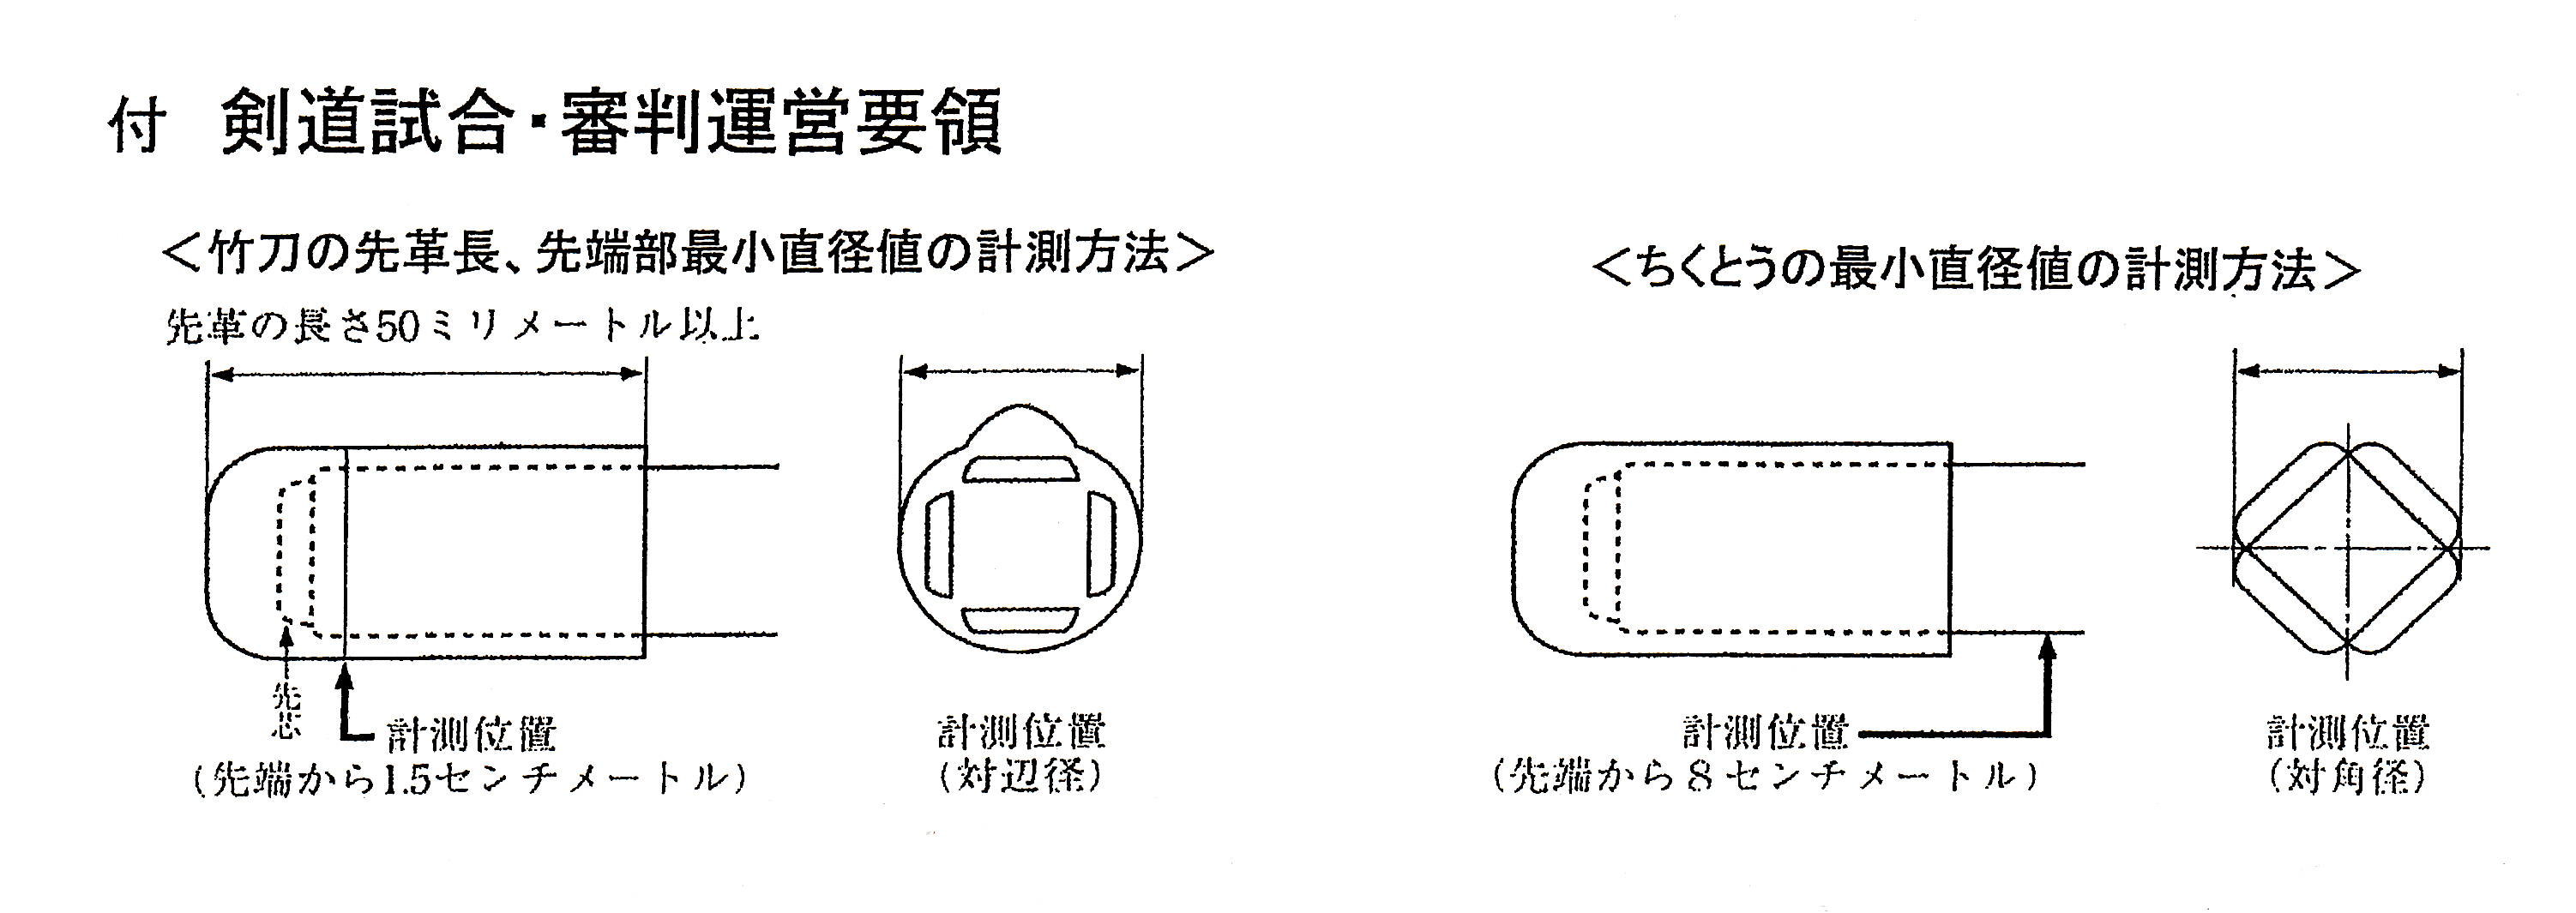 付 剣道試合・審判運営要領
<竹刀の先革長、先端部最小直径値の計測方法>
先革の長さ50ミリメートル以上
先芯
計測位置
(先端から1.5センチメートル)
計測位置
(対辺径)
<ちくとうの最小直径値の計測方法>
計測位置
(先端から8センチメートル)
計測位置
(対角径)